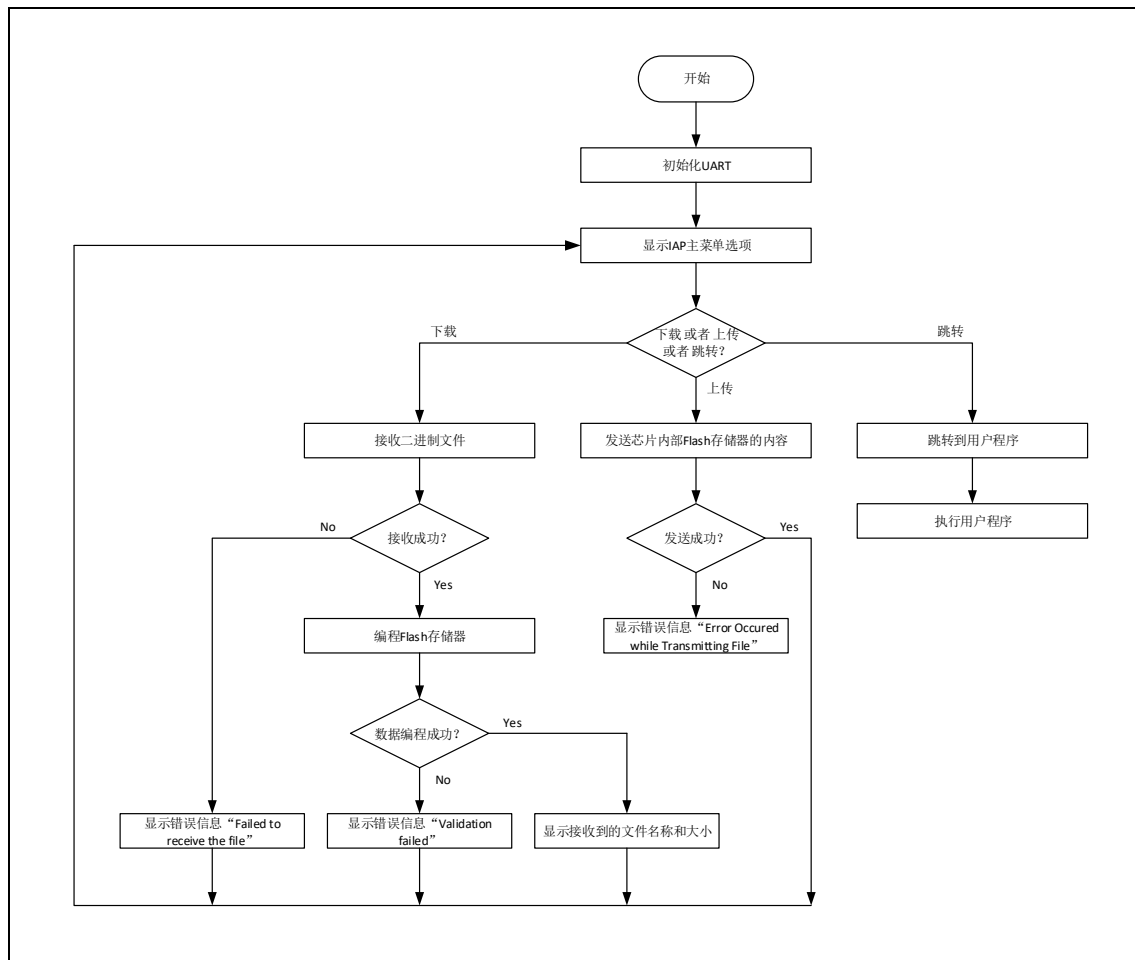 开始
初始化UART
显示IAP主菜单选项
下载
下载或者上传
或者跳转？
跳转
上传
接收二进制文件
发送芯片内部Flash存储器的内容
跳转到用户程序
No
接收成功？
发送成功？
Yes
执行用户程序
Yes
No
编程Flash存储器
显示错误信息“Error Occured
while Transmitting File”
数据编程成功？
Yes
No
显示错误信息“Failed to
receive the file”
显示错误信息“Validation
failed”
显示接收到的文件名称和大小